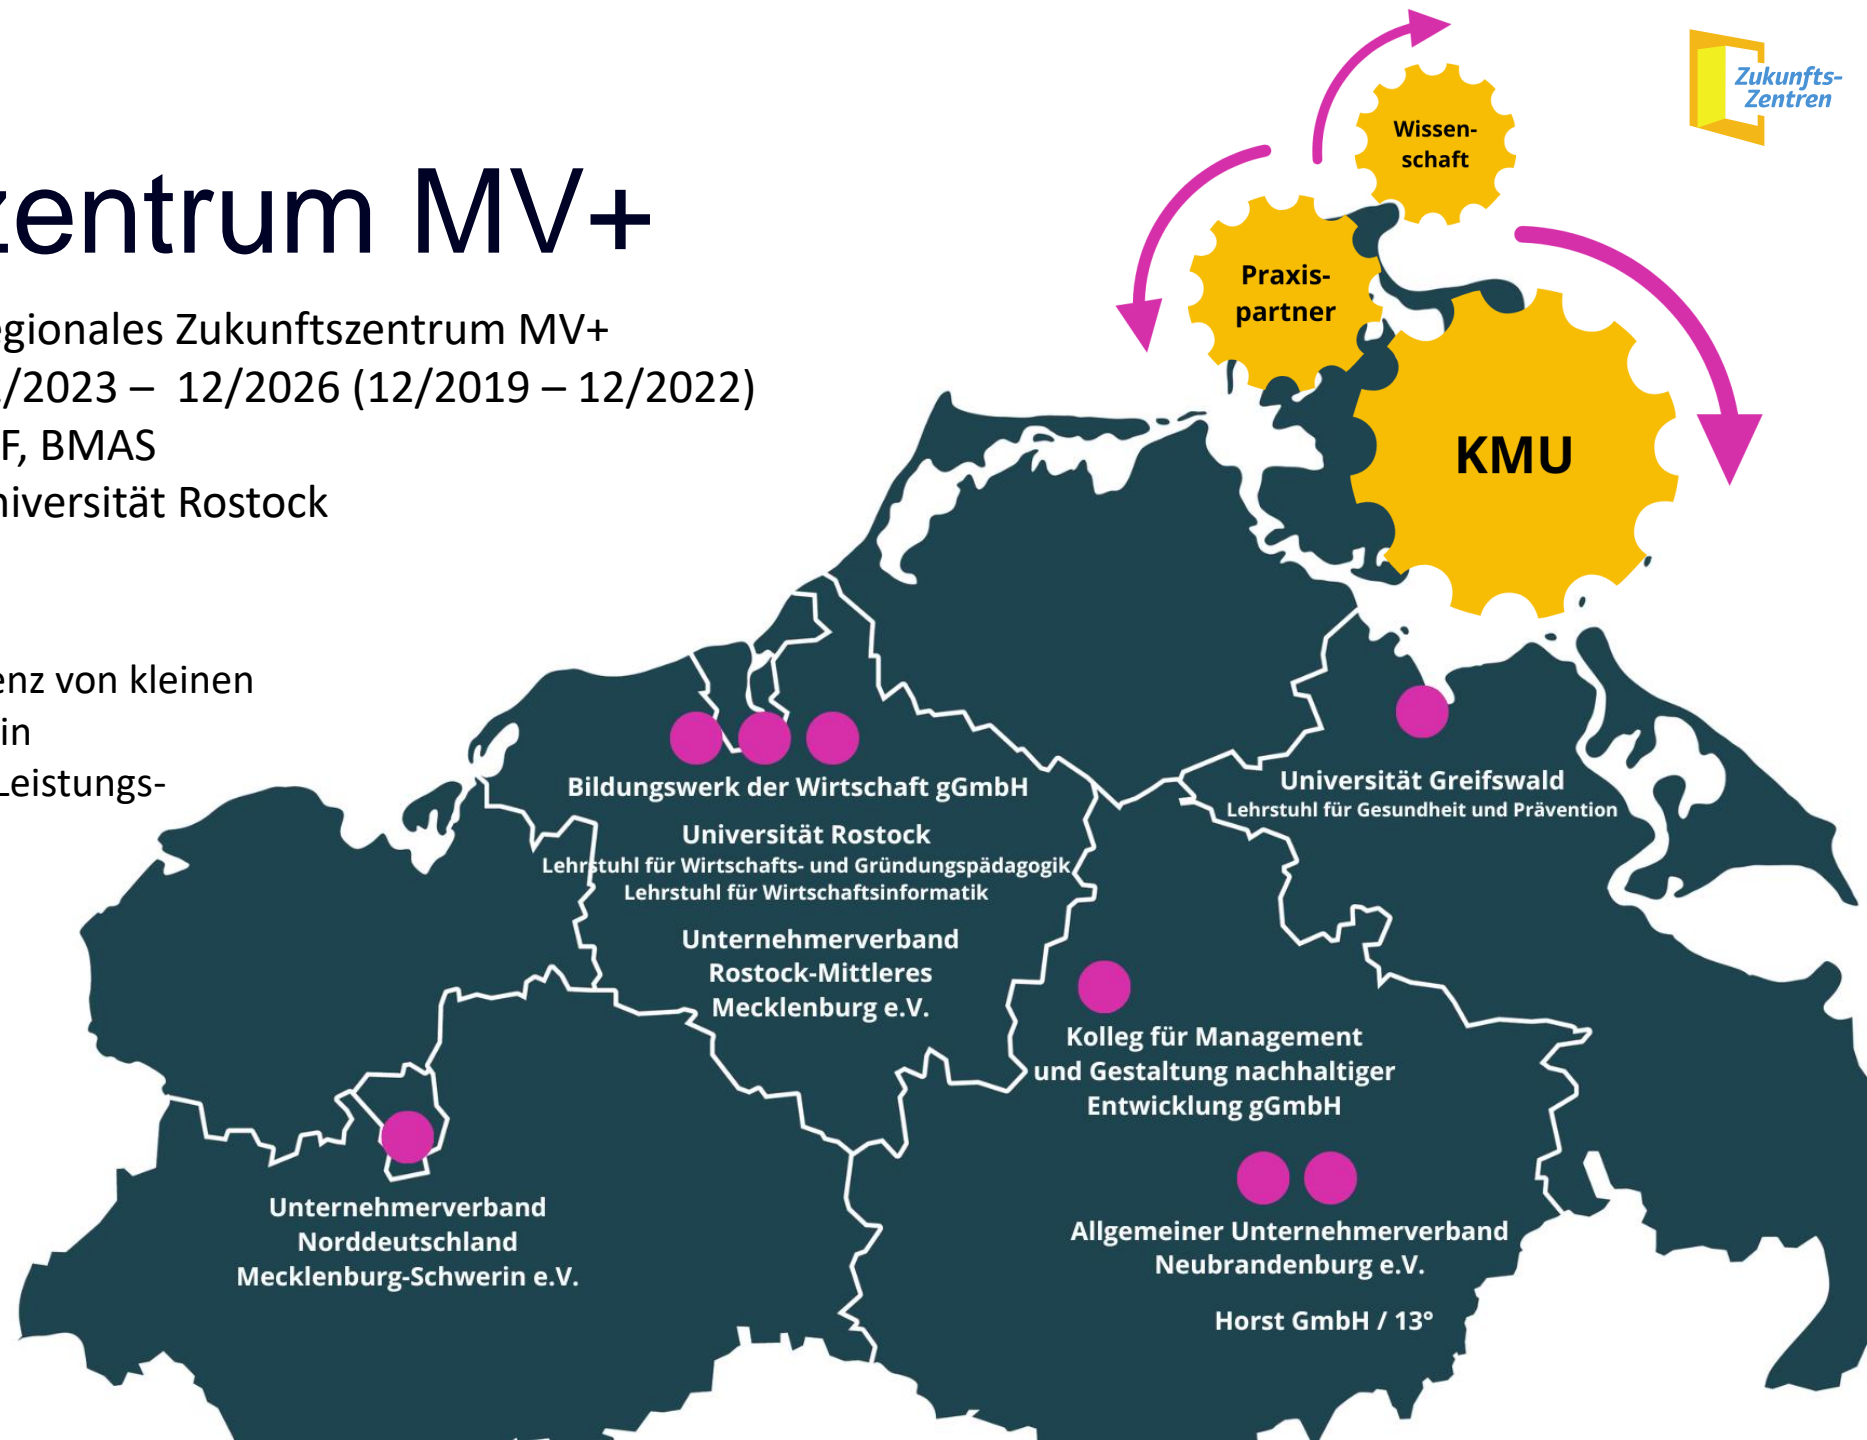 Zukunfts-
Zentren
Wissen-
schaft
Praxis-
partner
KMU
zentrum MV+
egionales Zukunftszentrum MV+
/2023 – 12/2026 (12/2019 – 12/2022)
F, BMAS
niversität Rostock
enz von kleinen
in
Leistungs-
Bildungswerk der Wirtschaft gGmbH
Universität Rostock
Lehrstuhl für Wirtschafts- und Gründungspädagogik
Lehrstuhl für Wirtschaftsinformatik
Unternehmerverband
Rostock-Mittleres
Mecklenburg e.V.
Universität Greifswald
Lehrstuhl für Gesundheit und Prävention
Kolleg für Management
und Gestaltung nachhaltiger
Entwicklung gGmbH
Unternehmerverband
Norddeutschland
Mecklenburg-Schwerin e.V.
Allgemeiner Unternehmerverband
Neubrandenburg e.V.
Horst GmbH / 13°